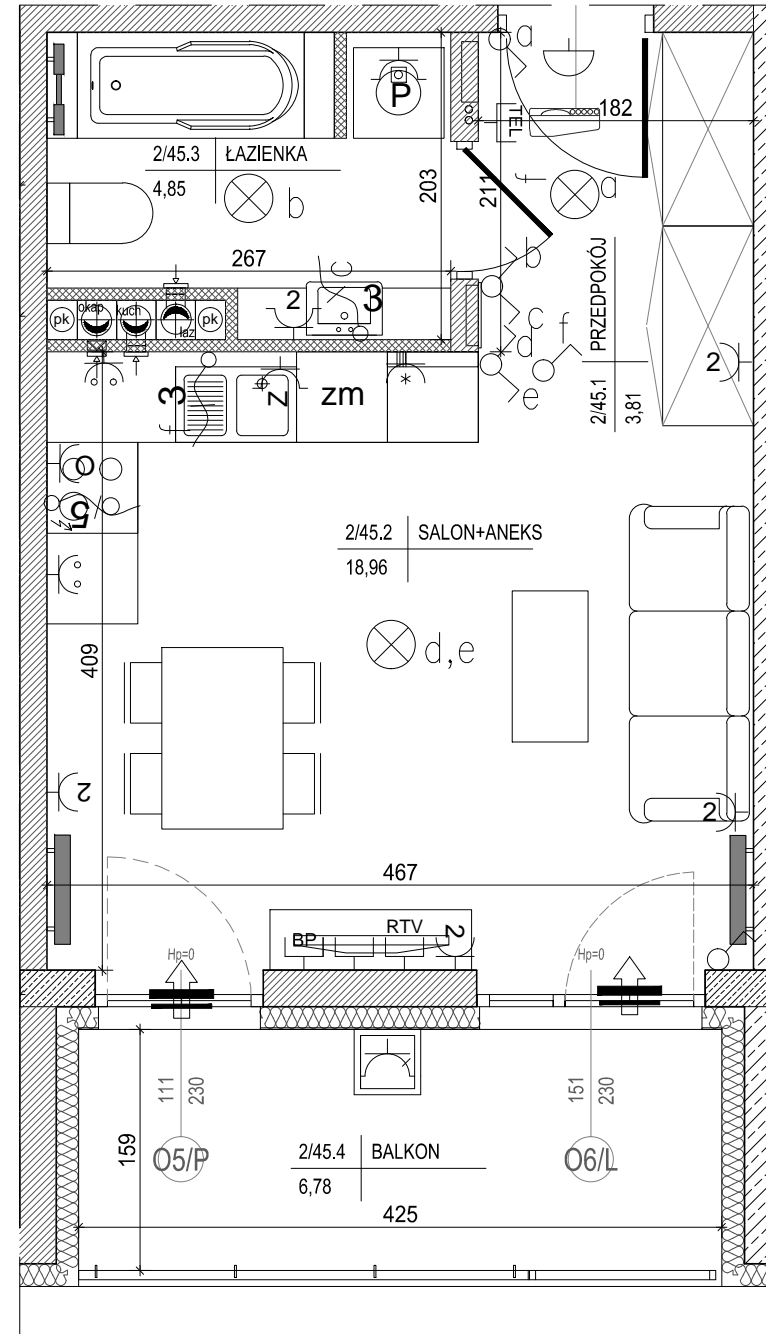 P
TEL
182
2/45.3 ŁAZIENKA
4,85
b
203
211
f
a
a
267
c
2
3
b
c
d
e
f
a
okap
kuch
łaz
pk
pk
2/45.1 PRZEDPOKÓJ
3,81
2
3
f
z
zm
*
O
5
2/45.2 SALON+ANEKS
18,96
d,e
409
2
2
467
BP
RTV
2
Hp=0
Hp=0
111
230
151
230
159
O5/P
O6/L
2/45.4 BALKON
6,78
425